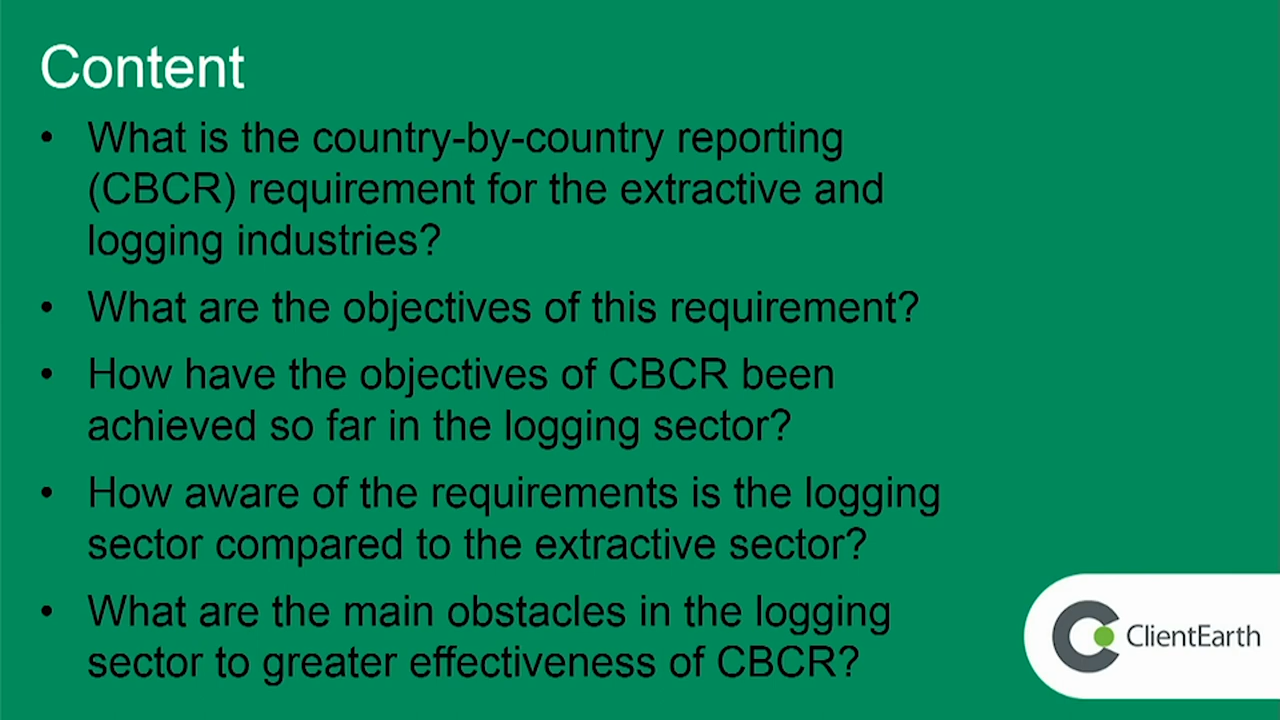 Content
• What is the country-by-country reporting
(CBCR) requirement for the extractive and
logging industries?
• What are the objectives of this requirement?
• How have the objectives of CBCR been
achieved so far in the logging sector?
• How aware of the requirements is the logging
sector compared to the extractive sector?
• What are the main obstacles in the logging
sector to greater effectiveness of CBCR?
ClientEarth